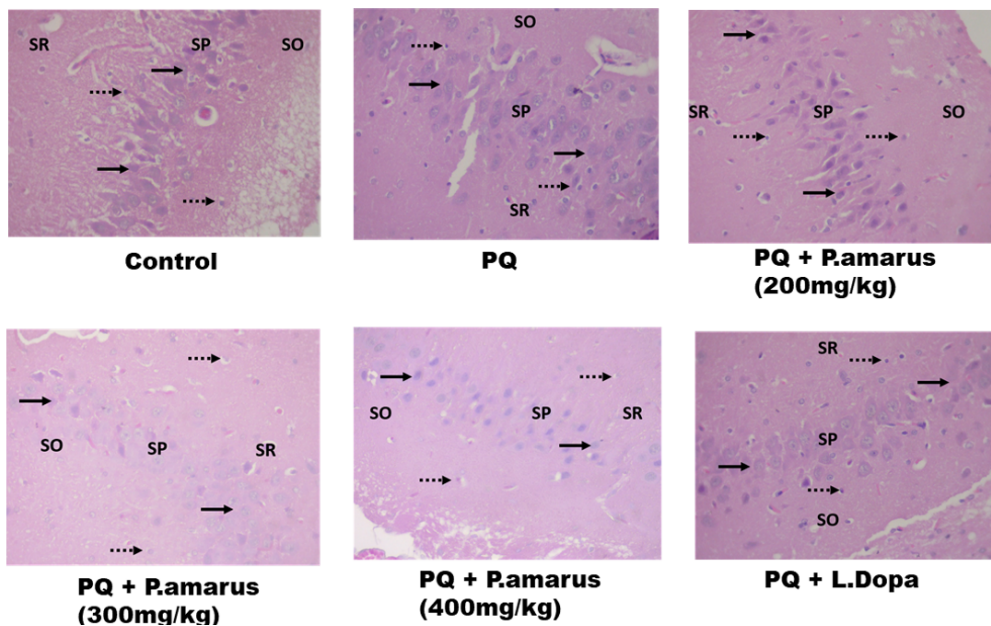 SR
SP
SO
Control
SO
SP
SR
PQ
SR
SP
SO
PQ + P.amarus
(200mg/kg)
SO
SP
SR
PQ + P.amarus
(300mg/kg)
SO
SP
SR
PQ + P.amarus
(400mg/kg)
SR
SP
SO
PQ + L.Dopa